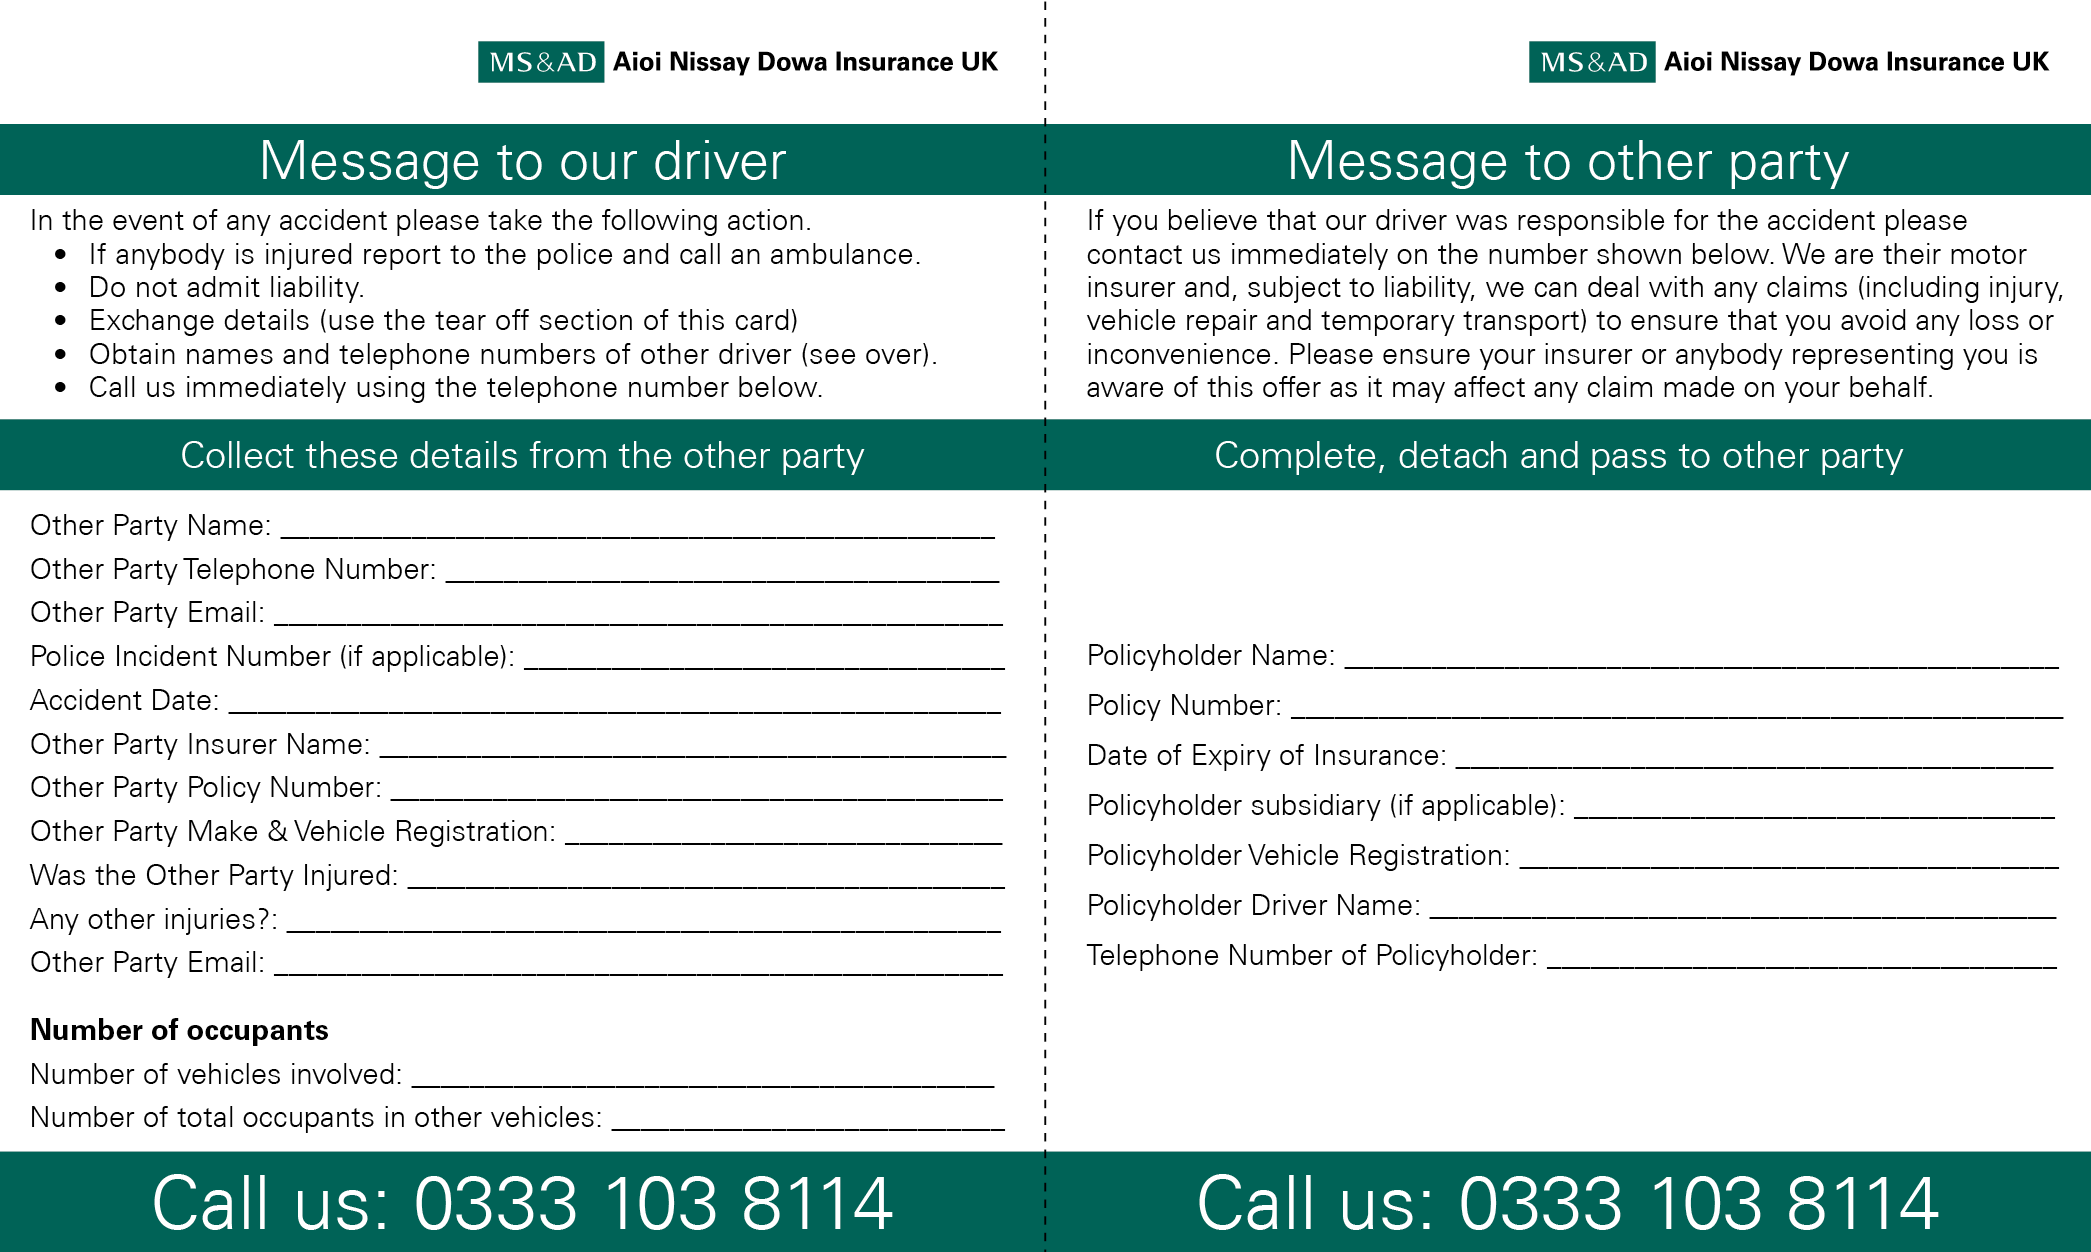 MS&AD Aioi Nissay Dowa Insurance UK
Message to our driver
In the event of any accident please take the following action.
• If anybody is injured report to the police and call an ambulance.
• Do not admit liability.
• Exchange details (use the tear off section of this card)
• Obtain names and telephone numbers of other driver (see over).
• Call us immediately using the telephone number below.
Collect these details from the other party
Other Party Name:
Other Party Telephone Number:
Other Party Email:
Police Incident Number (if applicable):
Accident Date:
Other Party Insurer Name:
Other Party Policy Number:
Other Party Make & Vehicle Registration:
Was the Other Party Injured:
Any other injuries?:
Other Party Email:
Number of occupants
Number of vehicles involved:
Number of total occupants in other vehicles:
Call us: 0333 103 8114
MS&AD Aioi Nissay Dowa Insurance UK
Message to other party
If you believe that our driver was responsible for the accident please
contact us immediately on the number shown below. We are their motor
insurer and, subject to liability, we can deal with any claims (including injury,
vehicle repair and temporary transport) to ensure that you avoid any loss or
inconvenience. Please ensure your insurer or anybody representing you is
aware of this offer as it may affect any claim made on your behalf.
Complete, detach and pass to other party
Policyholder Name:
Policy Number:
Date of Expiry of Insurance:
Policyholder subsidiary (if applicable):
Policyholder Vehicle Registration:
Policyholder Driver Name:
Telephone Number of Policyholder:
Call us: 0333 103 8114